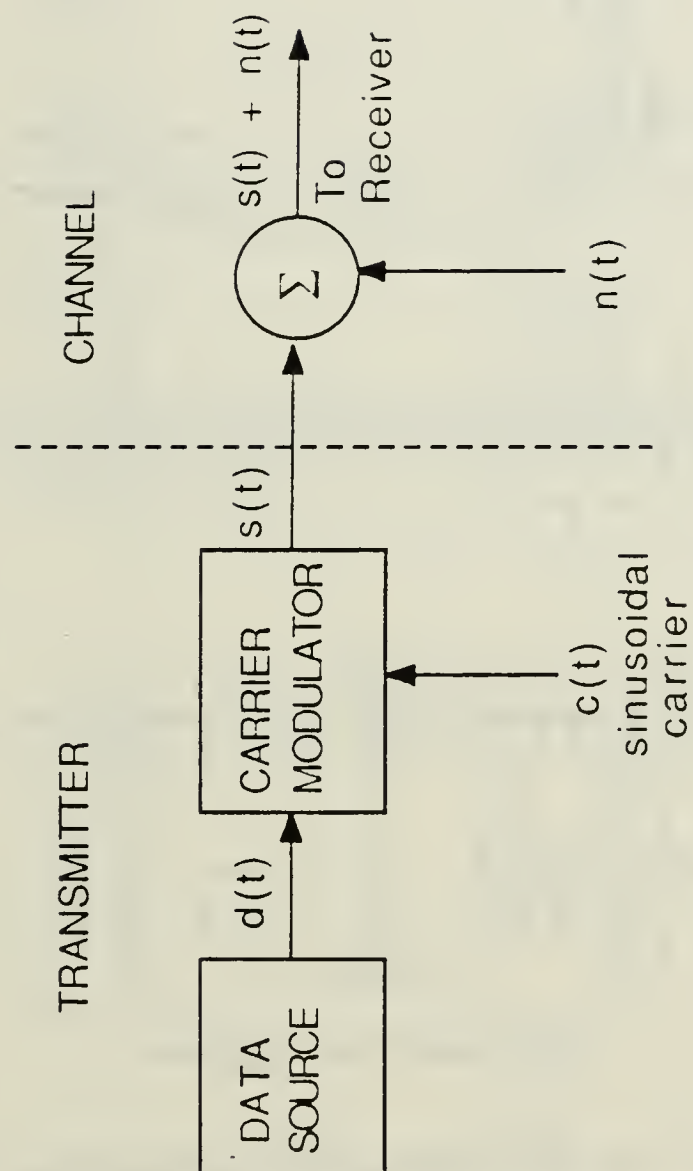 TRANSMITTER
CHANNEL
DATA
SOURCE
d(t)
CARRIER
MODULATOR
s(t)
c(t)
sinusoidal
carrier
Σ
n(t)
s(t) + n(t)
To
Receiver